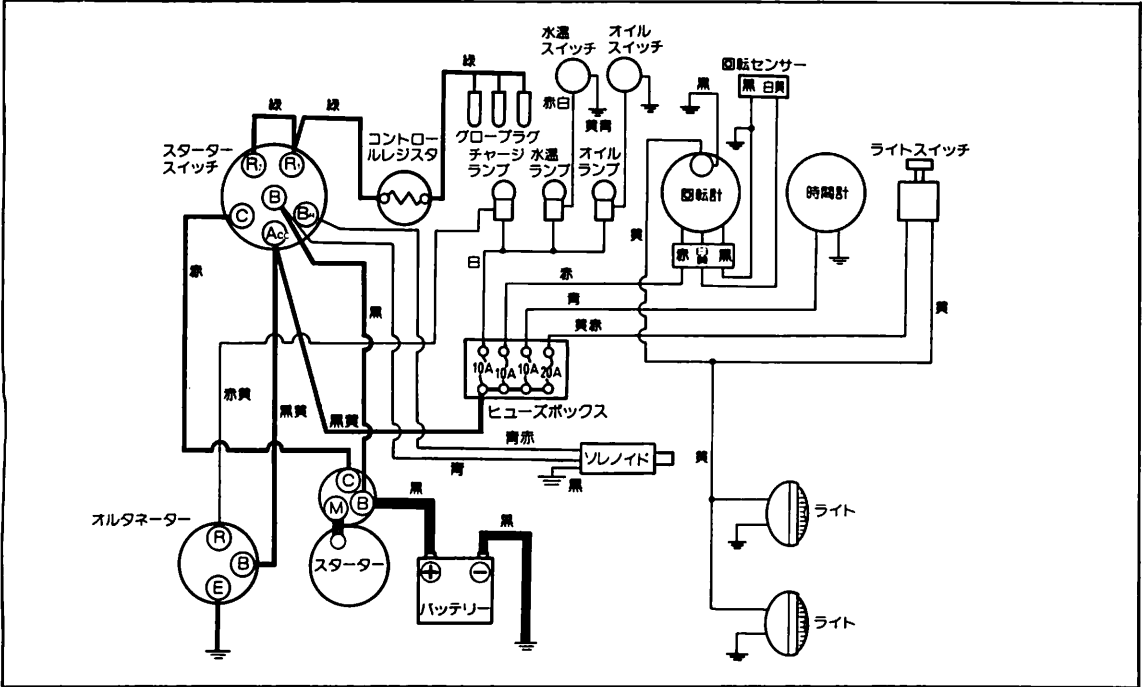 水温
スイッチ
オイル
スイッチ
緑
回転センサー
黒
黒 白黄
赤白
黄青
緑
緑
グロープラグ
コントロー
ルレジスタ
スターター
スイッチ
チャージ
ランプ
水温
ランプ
オイル
ランプ
ライトスイッチ
R₁
R₁
B
回転計
時間計
C
BM
Acc
黄
赤
黒
白
赤
赤
青
黄
黒
黄赤
10A
10A
10A
20A
赤黄
黒黄
黒黄
ヒューズボックス
青赤
青
ソレノイド
黄
黒
C
M
B
黒
黒
オルタネーター
ライト
R
B
E
スターター
+
−
バッテリー
ライト